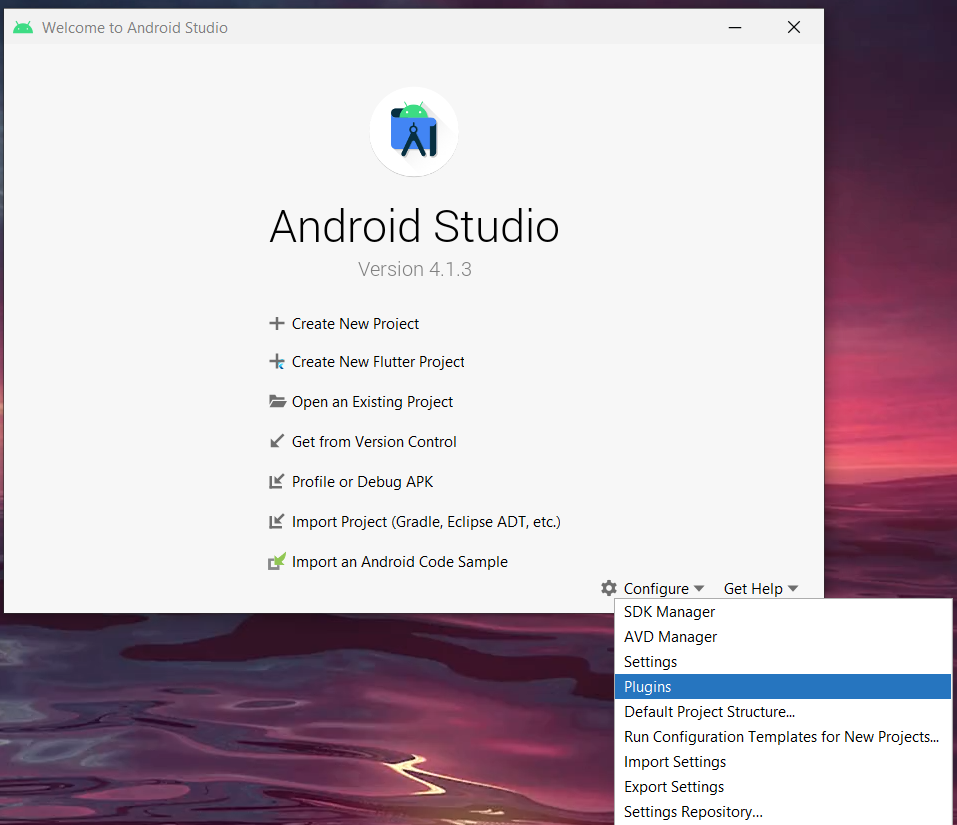 Welcome to Android Studio
Android Studio
Version 4.1.3
Create New Project
Create New Flutter Project
Open an Existing Project
Get from Version Control
Profile or Debug APK
Import Project (Gradle, Eclipse ADT, etc.)
Import an Android Code Sample
Configure Get Help
SDK Manager
AVD Manager
Settings
Plugins
Default Project Structure...
Run Configuration Templates for New Projects...
Import Settings
Export Settings
Settings Repository...